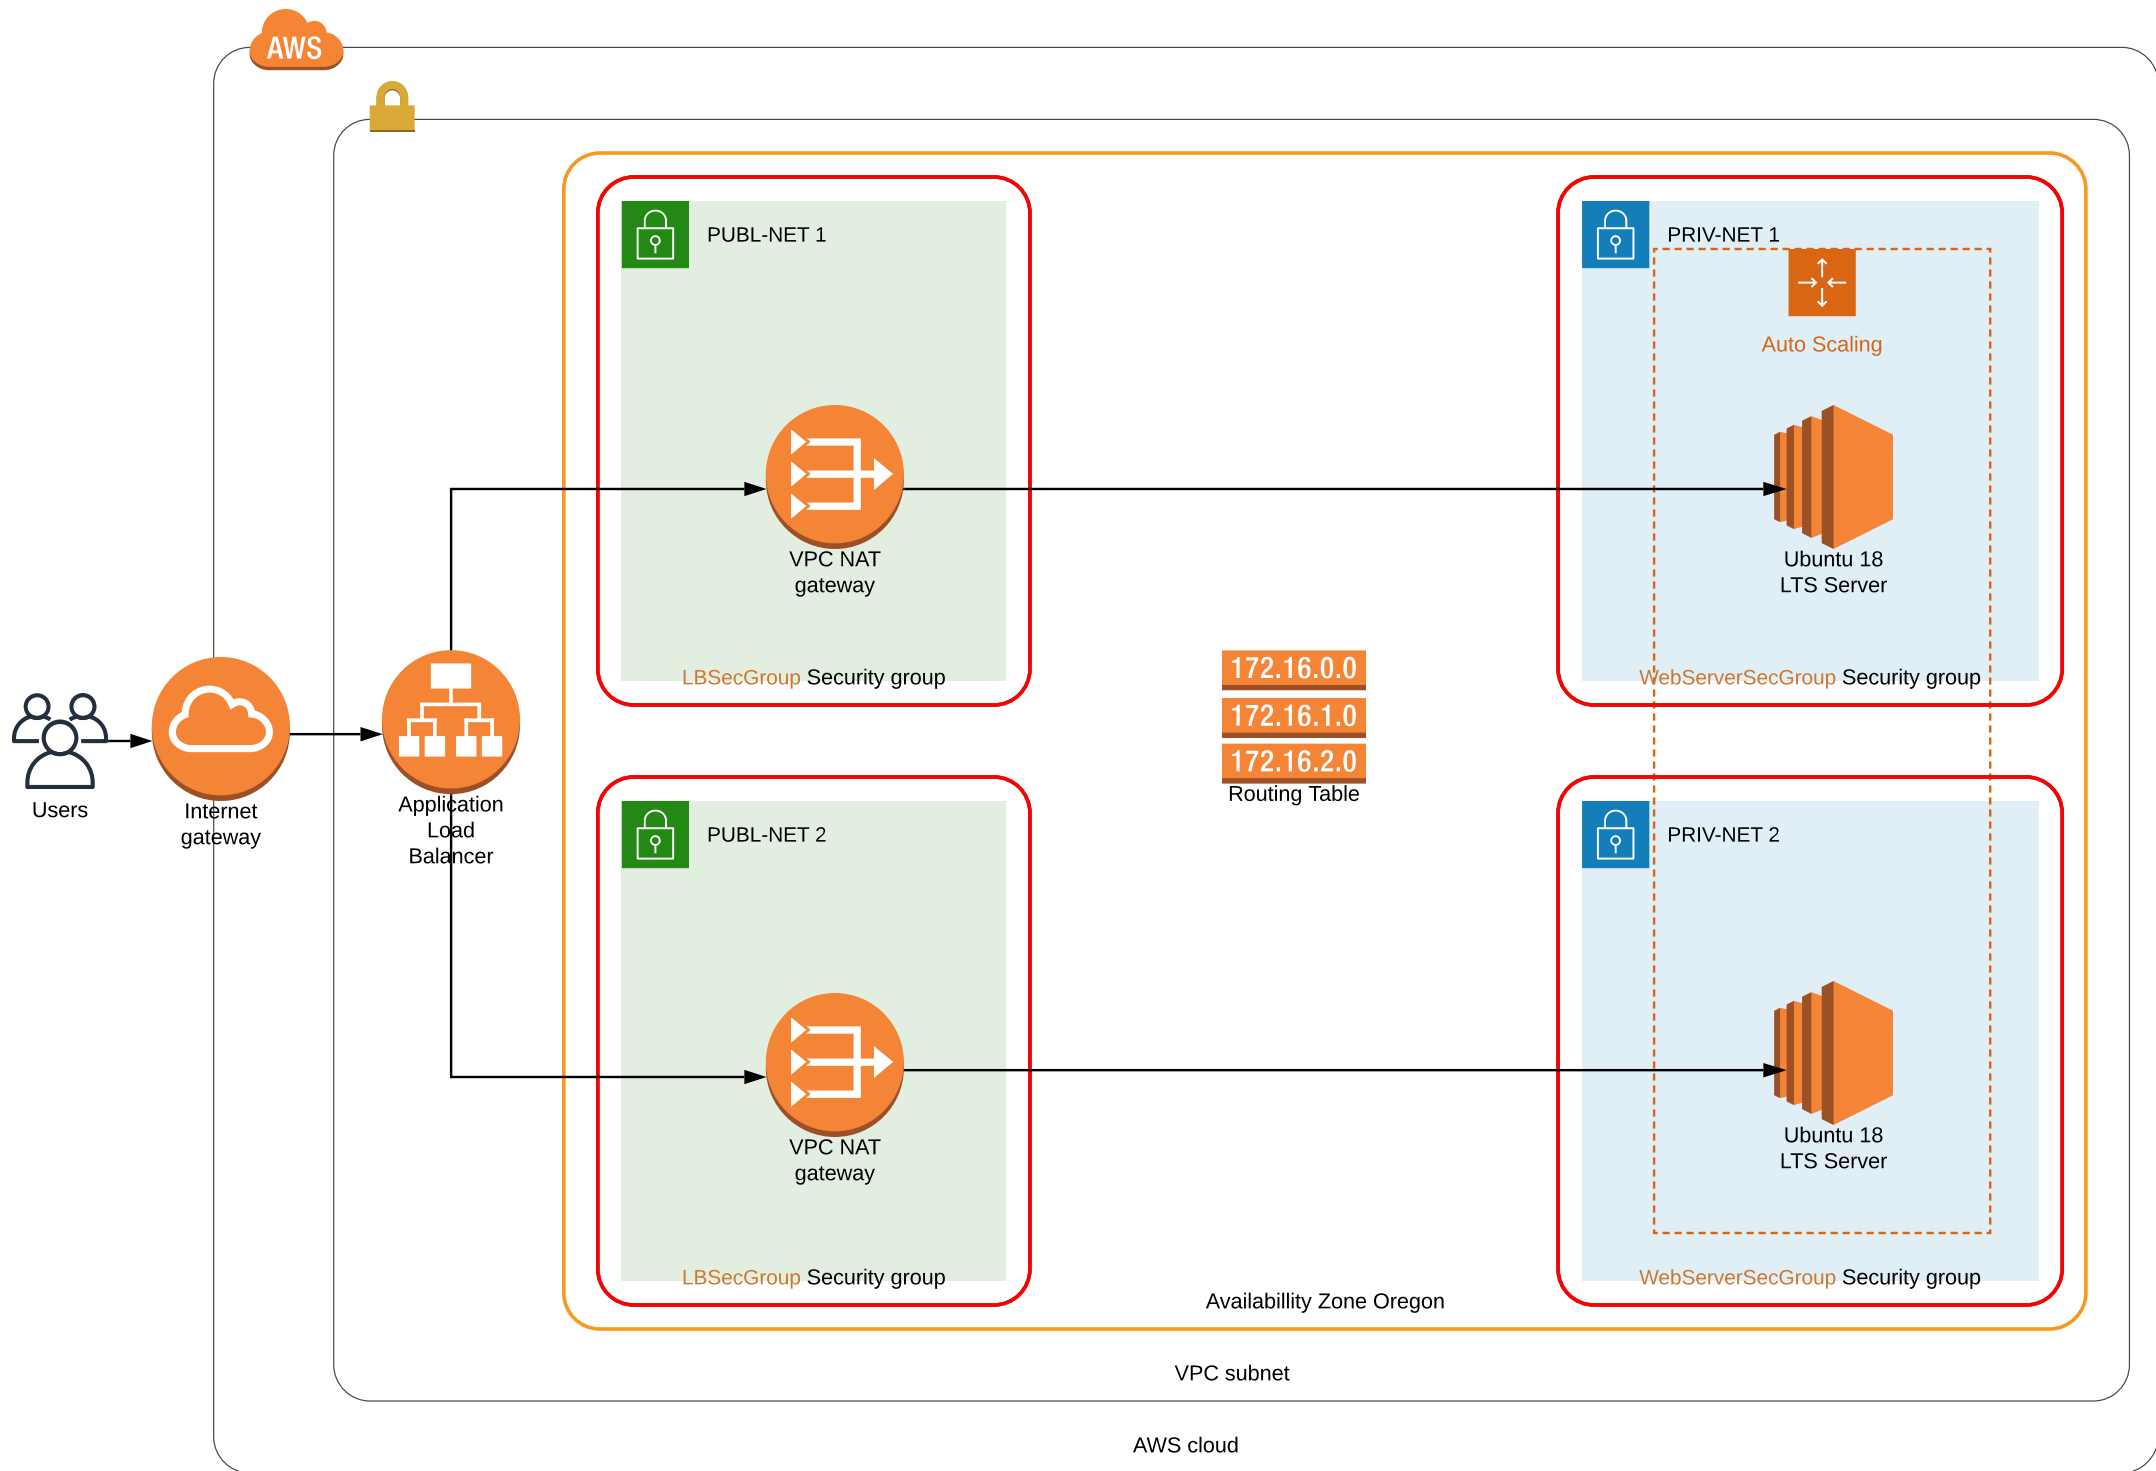 AWS
PUBL-NET 1
PRIV-NET 1
Auto Scaling
VPC NAT
gateway
Ubuntu 18
LTS Server
LBSecGroup Security group
WebServerSecGroup Security group
172.16.0.0
172.16.1.0
172.16.2.0
Routing Table
Users
Internet
gateway
Application
Load
Balancer
PUBL-NET 2
PRIV-NET 2
VPC NAT
gateway
Ubuntu 18
LTS Server
LBSecGroup Security group
WebServerSecGroup Security group
Availabillity Zone Oregon
VPC subnet
AWS cloud